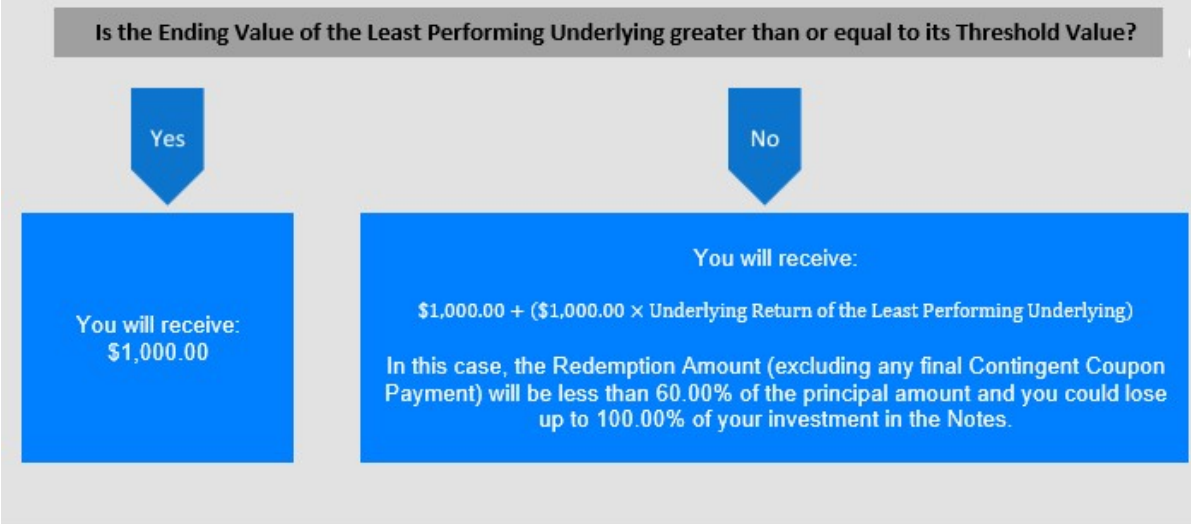 Is the Ending Value of the Least Performing Underlying greater than or equal to its Threshold Value?
Yes
No
You will receive:
$1,000.00
You will receive:
$1,000.00 + ($1,000.00 × Underlying Return of the Least Performing Underlying)
In this case, the Redemption Amount (excluding any final Contingent Coupon
Payment) will be less than 60.00% of the principal amount and you could lose
up to 100.00% of your investment in the Notes.